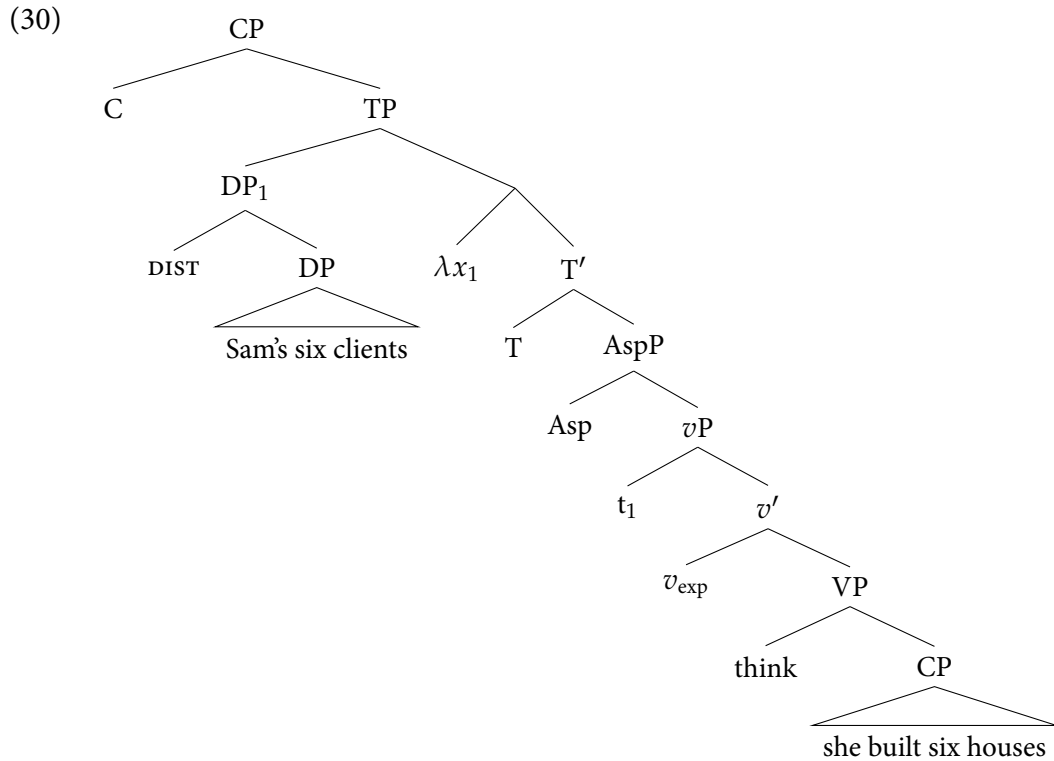 (30)
CP
C TP
DP₁
DIST DP λx₁ T′
Sam's six clients T AspP
Asp vP
t₁ v′
v_exp VP
think CP
she built six houses